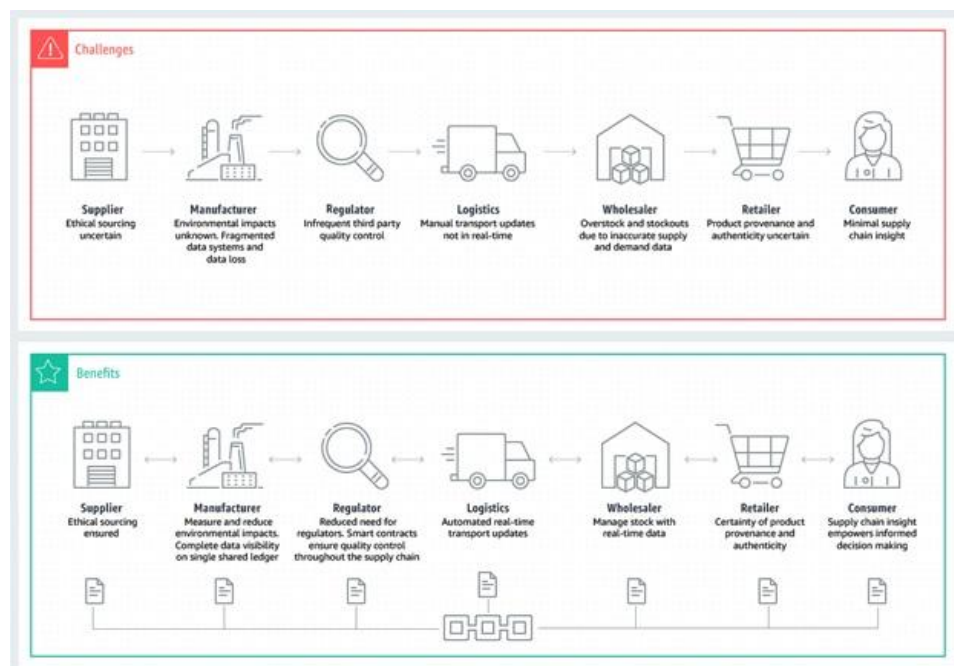 Challenges
Supplier
Ethical sourcing
uncertain
Manufacturer
Environmental impacts
unknown. Fragmented
data systems and
data loss
Regulator
Infrequent third party
quality control
Logistics
Manual transport updates
not in real-time
Wholesaler
Overstock and stockouts
due to inaccurate supply
and demand data
Retailer
Product provenance and
authenticity uncertain
Consumer
Minimal supply
chain insight
Benefits
Supplier
Ethical sourcing
ensured
Manufacturer
Measure and reduce
environmental impacts.
Complete data visibility
on single shared ledger
Regulator
Reduced need for
regulators. Smart contracts
ensure quality control
throughout the supply chain
Logistics
Automated real-time
transport updates
Wholesaler
Manage stock with
real-time data
Retailer
Certainty of product
provenance and
authenticity
Consumer
Supply chain insight
empowers informed
decision making